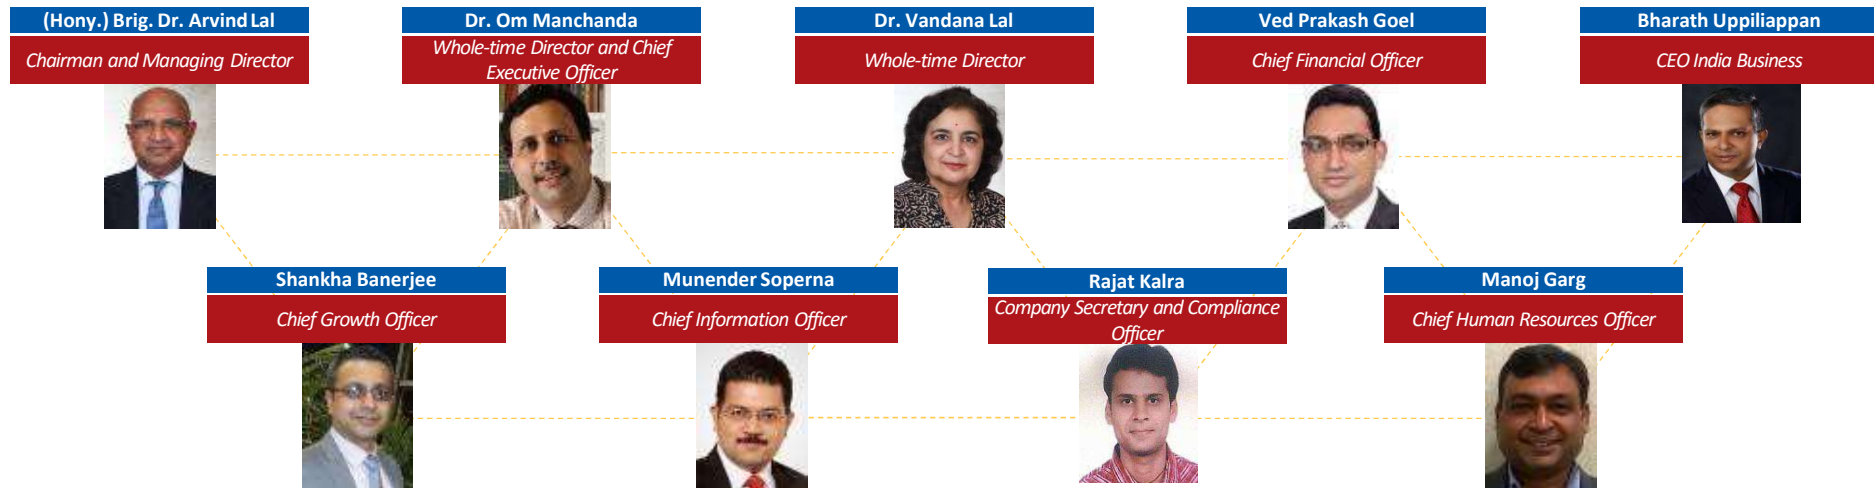 (Hony.) Brig. Dr. Arvind Lal
Chairman and Managing Director
Dr. Om Manchanda
Whole-time Director and Chief
Executive Officer
Dr. Vandana Lal
Whole-time Director
Ved Prakash Goel
Chief Financial Officer
Bharath Uppiliappan
CEO India Business
Shankha Banerjee
Chief Growth Officer
Munender Soperna
Chief Information Officer
Rajat Kalra
Company Secretary and Compliance
Officer
Manoj Garg
Chief Human Resources Officer